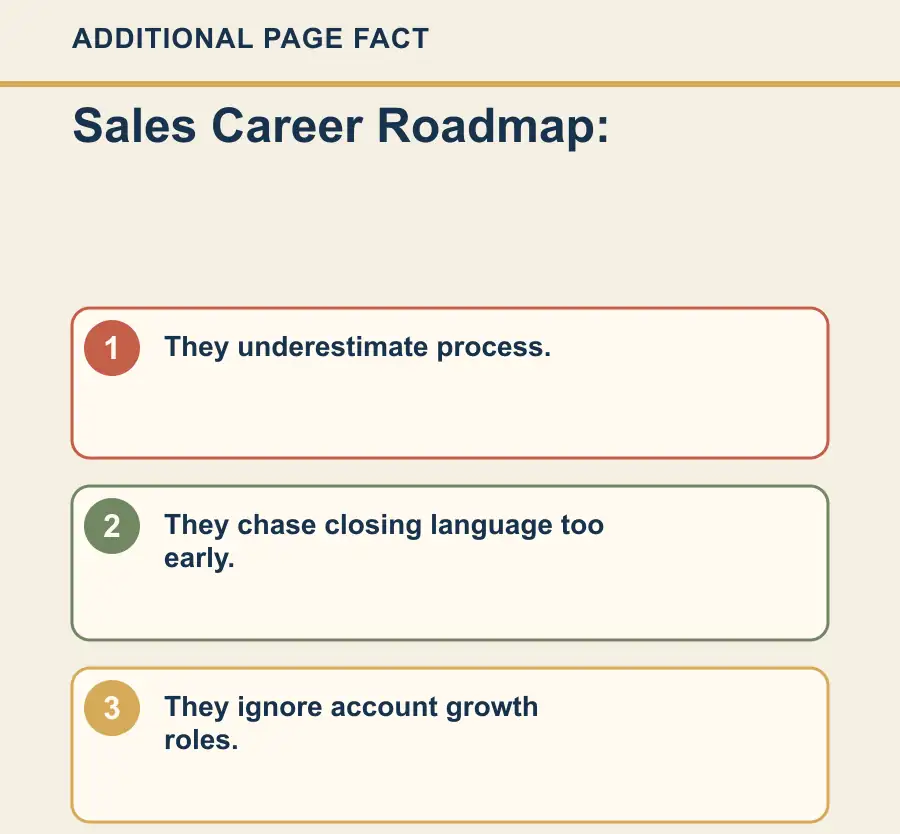 ADDITIONAL PAGE FACT
Sales Career Roadmap:
1
They underestimate process.
2
They chase closing language too
early.
3
They ignore account growth
roles.